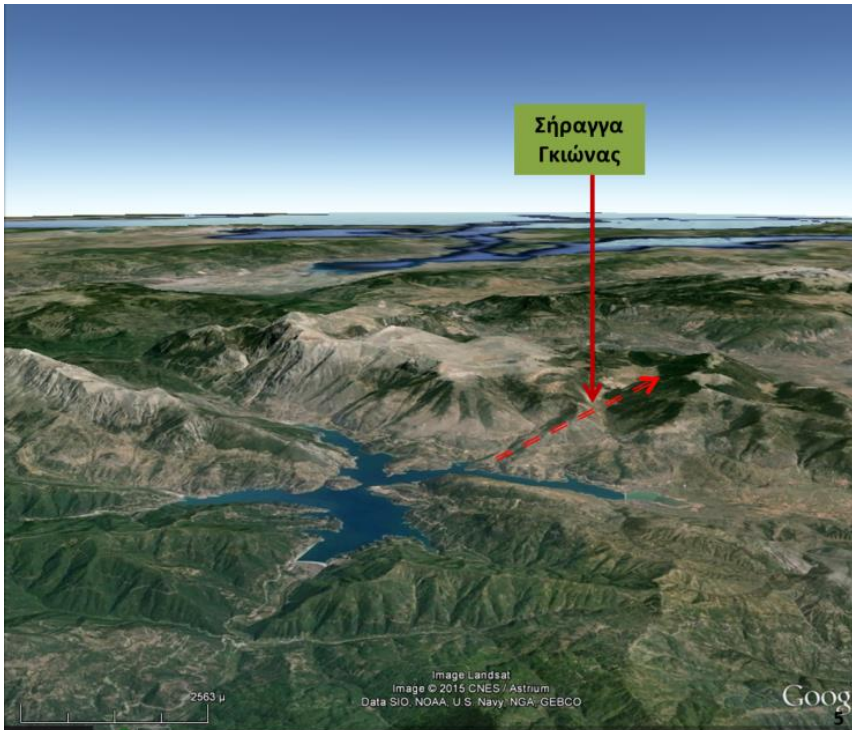 Σήραγγα
Γκιώνας
2563 μ
Image Landsat
Image © 2015 CNES / Astrium
Data SIO, NOAA, U.S. Navy, NGA, GEBCO
Goog
5